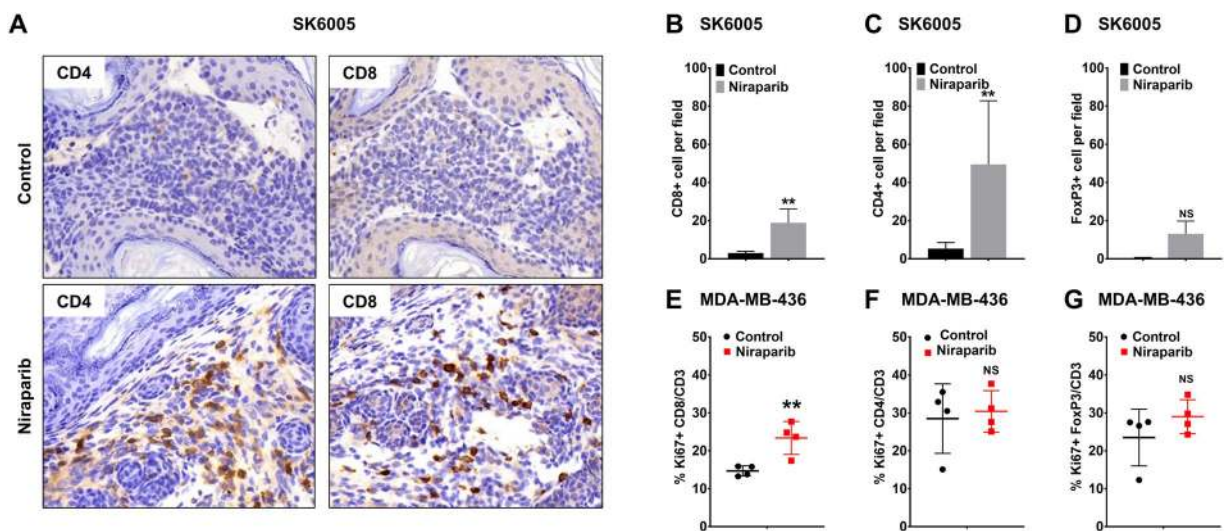 A
SK6005
CD4
CD8
Control
CD4
CD8
Niraparib
B SK6005
Control
Niraparib
100
80
60
40
20
0
CD8+ cell per field
**
C SK6005
Control
Niraparib
100
80
60
40
20
0
CD4+ cell per field
**
D SK6005
Control
Niraparib
100
80
60
40
20
0
FoxP3+ cell per field
NS
E MDA-MB-436
Control
Niraparib
50
40
30
20
10
0
% Ki67+ CD8/CD3
**
F MDA-MB-436
Control
Niraparib
50
40
30
20
10
0
% Ki67+ CD4/CD3
NS
G MDA-MB-436
Control
Niraparib
50
40
30
20
10
0
% Ki67+ FoxP3/CD3
NS